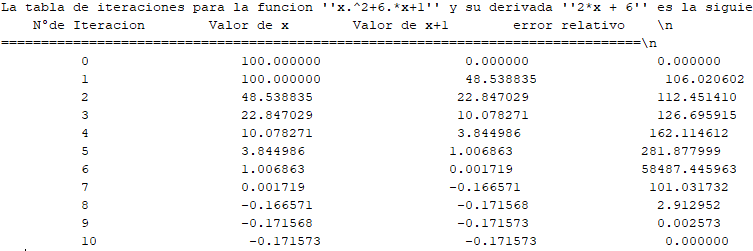 La tabla de iteraciones para la funcion ''x.^2+6.*x+1'' y su derivada ''2*x + 6'' es la siguie
N°de Iteracion Valor de x Valor de x+1 error relativo \n
================================================================================\n
0 100.000000 0.000000 0.000000
1 100.000000 48.538835 106.020602
2 48.538835 22.847029 112.451410
3 22.847029 10.078271 126.695915
4 10.078271 3.844986 162.114612
5 3.844986 1.006863 281.877999
6 1.006863 0.001719 58487.445963
7 0.001719 -0.166571 101.031732
8 -0.166571 -0.171568 2.912952
9 -0.171568 -0.171573 0.002573
10 -0.171573 -0.171573 0.000000